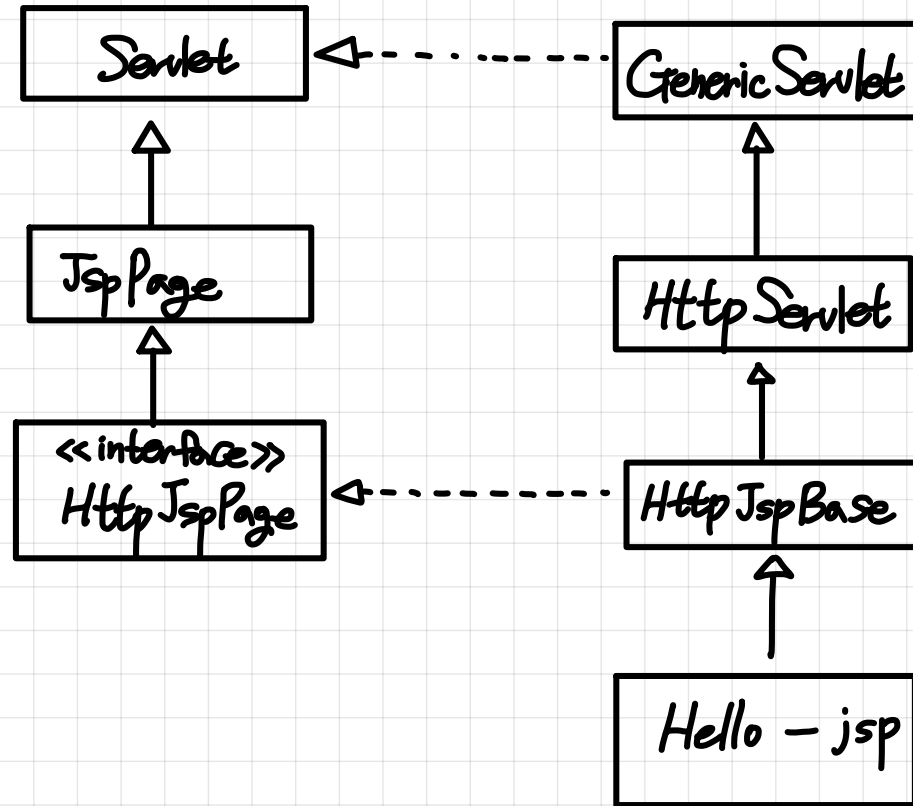 Servlet
GenericServlet
JspPage
HttpServlet
<<interface>>
HttpJspPage
HttpJspBase
Hello - jsp